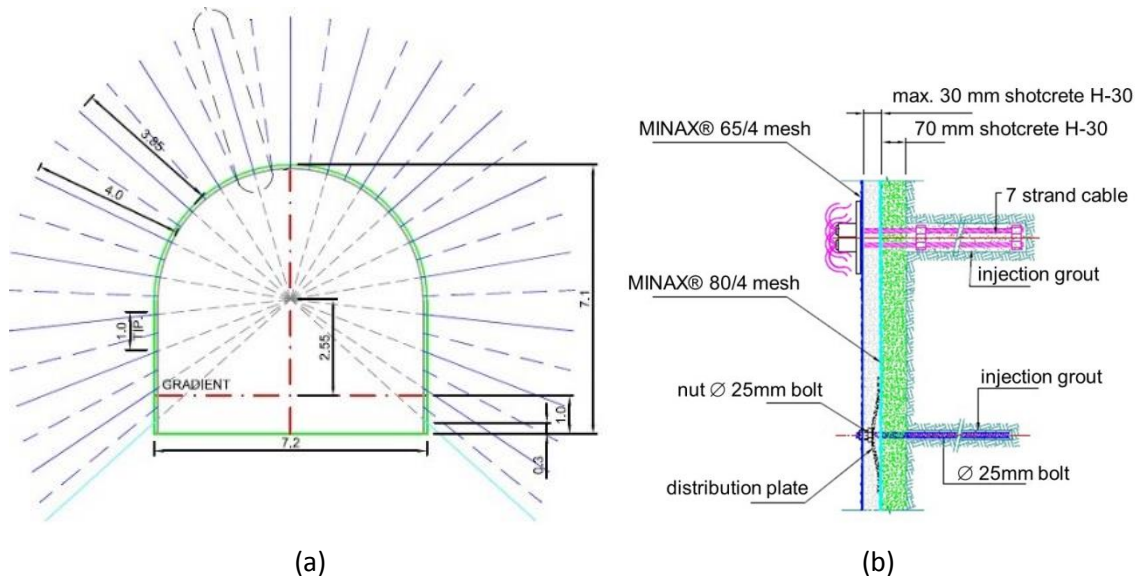 3.85
4.0
1.0
TIP.
2.55
7.1
GRADIENT
1.0
7.2
0.3
(a)
max. 30 mm shotcrete H-30
MINAX® 65/4 mesh
70 mm shotcrete H-30
7 strand cable
injection grout
MINAX® 80/4 mesh
injection grout
nut ∅ 25mm bolt
∅ 25mm bolt
distribution plate
(b)